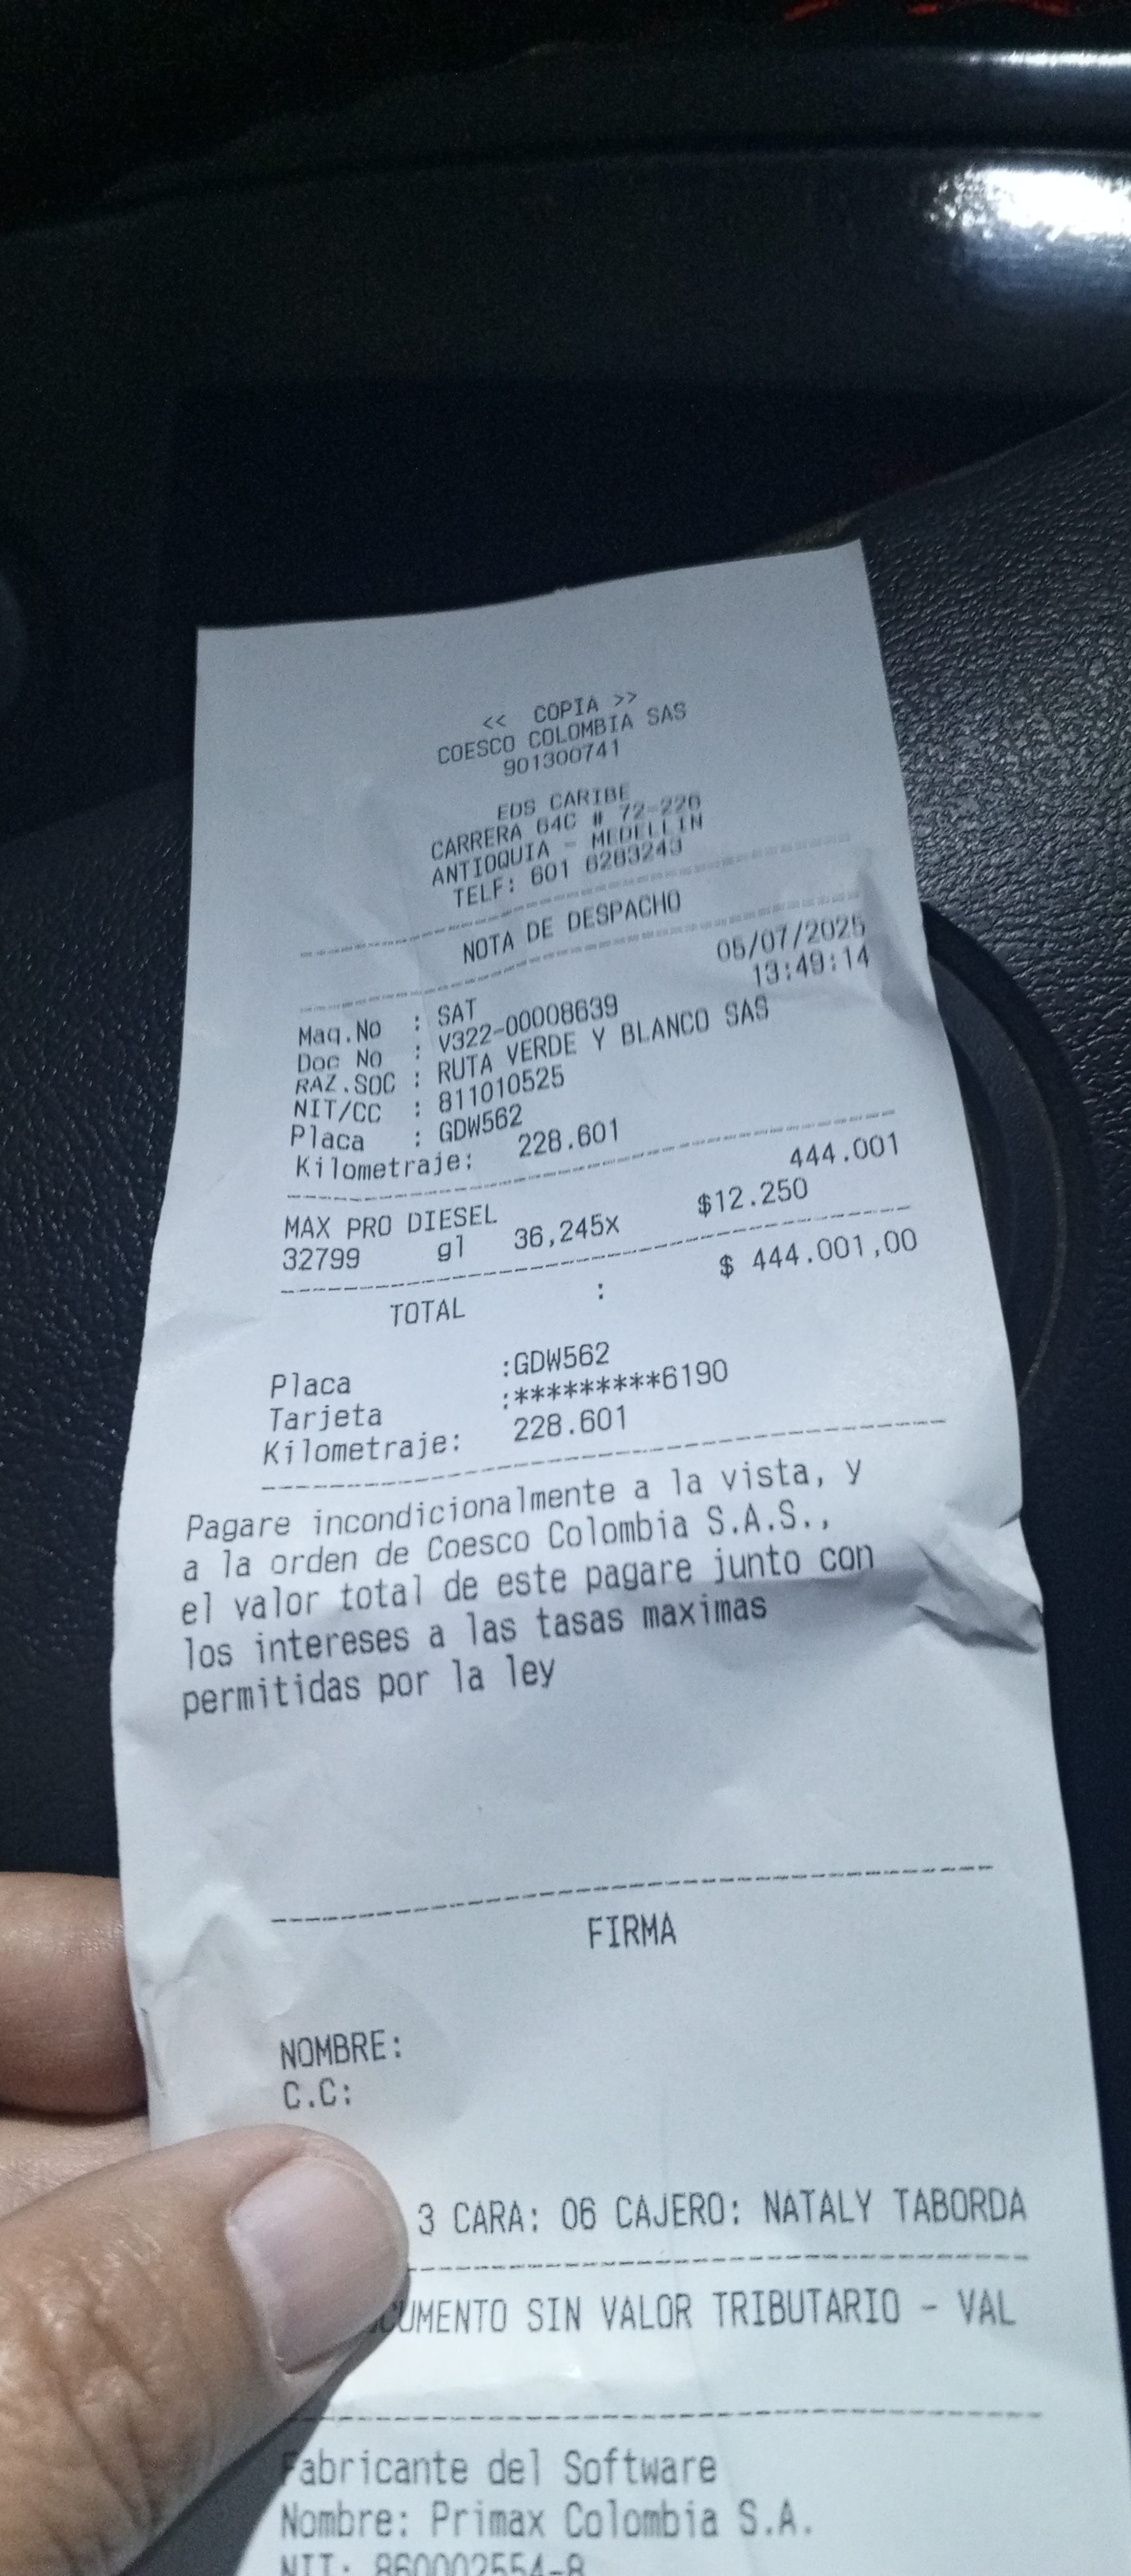 << COPIA >>
COESCO COLOMBIA SAS
901300741
EDS CARIBE
CARRERA 64C # 72-226
ANTIOQUIA - MEDELLIN
TELF: 601 6283243
NOTA DE DESPACHO
05/07/2025
Maq.No : SAT 13:49:14
Doc No : V322-00008639
RAZ.SOC : RUTA VERDE Y BLANCO SAS
NIT/CC : 811010525
Placa : GDW562
Kilometraje: 228.601
MAX PRO DIESEL 444.001
32799 gl 36,245x $12.250
TOTAL : $ 444.001,00
Placa :GDW562
Tarjeta :*********6190
Kilometraje: 228.601
Pagare incondicionalmente a la vista, y
a la orden de Coesco Colombia S.A.S.,
el valor total de este pagare junto con
los intereses a las tasas maximas
permitidas por la ley
FIRMA
NOMBRE:
C.C:
3 CARA: 06 CAJERO: NATALY TABORDA
CUMENTO SIN VALOR TRIBUTARIO - VAL
Fabricante del Software
Nombre: Primax Colombia S.A.
NIT: 860002554-8